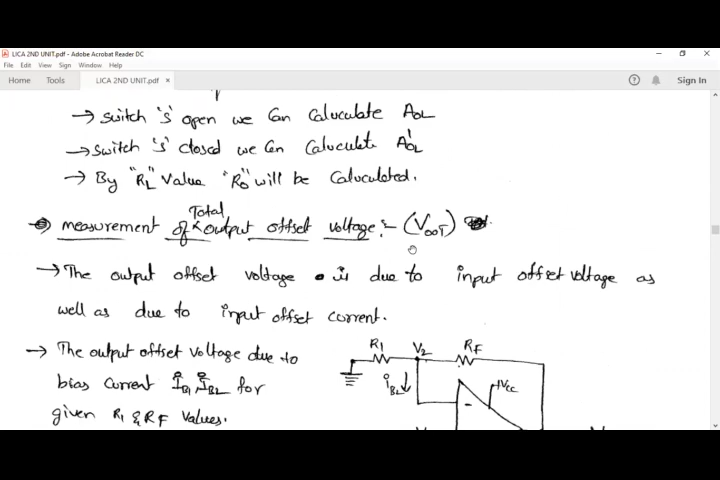 LICA 2ND UNIT.pdf - Adobe Acrobat Reader DC
File Edit View Sign Window Help
Home Tools LICA 2ND UNIT.pdf × Sign In
→ Switch 's' open we Can Caluculate AOL
→ Switch 's' closed we Can Caluculate A'OL
→ By "RL" Value "Ro" will be Caluculated.
measurement of Total output offset voltage :- (VOOT)
→ The output offset voltage is due to input offset voltage as
well as due to input offset current.
→ The output offset voltage due to
bias current IB1, IB2 for
given R1 & RF values.
R1 V2 RF
iB2 ↓
+VCC
-